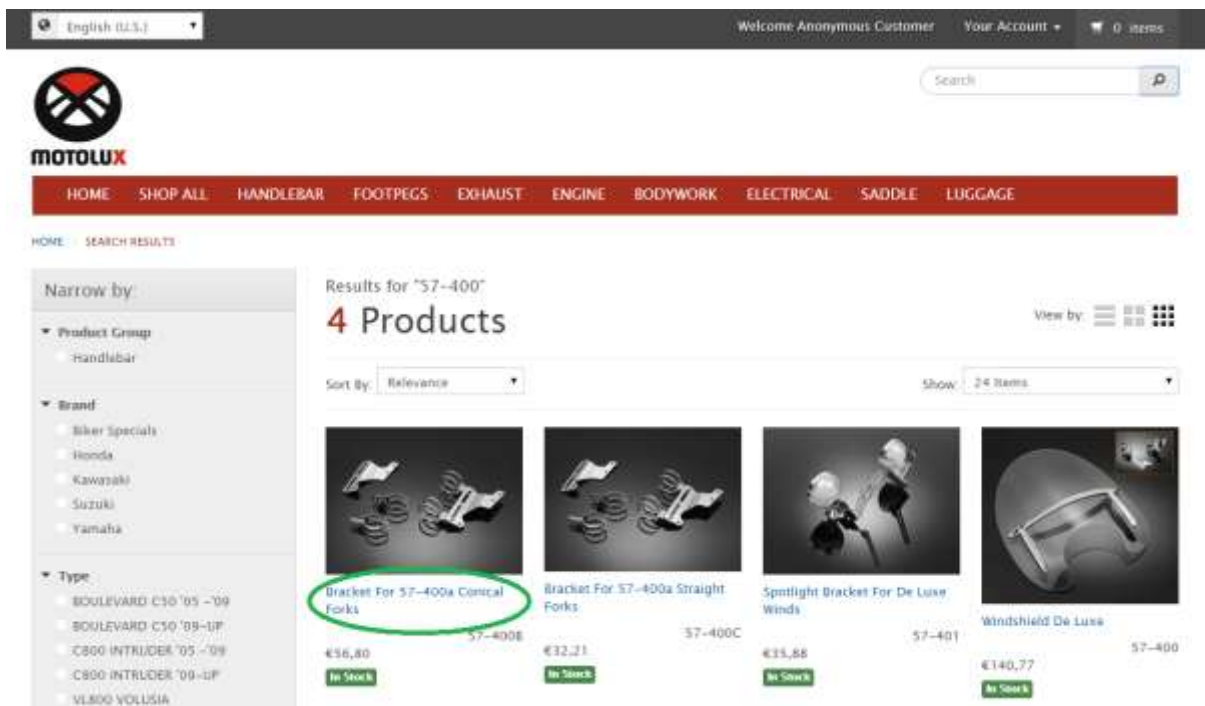 English (U.S.)
Welcome Anonymous Customer
Your Account
0 items
Search
MOTOLUX
HOME SHOP ALL HANDLEBAR FOOTPEGS EXHAUST ENGINE BODYWORK ELECTRICAL SADDLE LUGGAGE
HOME SEARCH RESULTS
Narrow by:
Product Group
Handlebar
Brand
Biker Specials
Honda
Kawasaki
Suzuki
Yamaha
Type
BOULEVARD C50 '05 -'09
BOULEVARD C50 '09-UP
C800 INTRUDER '05 -'09
C800 INTRUDER '09-UP
VL800 VOLUSIA
Results for "57-400"
4 Products
View by:
Sort By: Relevance
Show: 24 Items
Bracket For 57-400a Conical
Forks
57-400B
€56,80
In Stock
Bracket For 57-400a Straight
Forks
57-400C
€32,21
In Stock
Spotlight Bracket For De Luxe
Winds
57-401
€35,88
In Stock
Windshield De Luxe
57-400
€140,77
In Stock